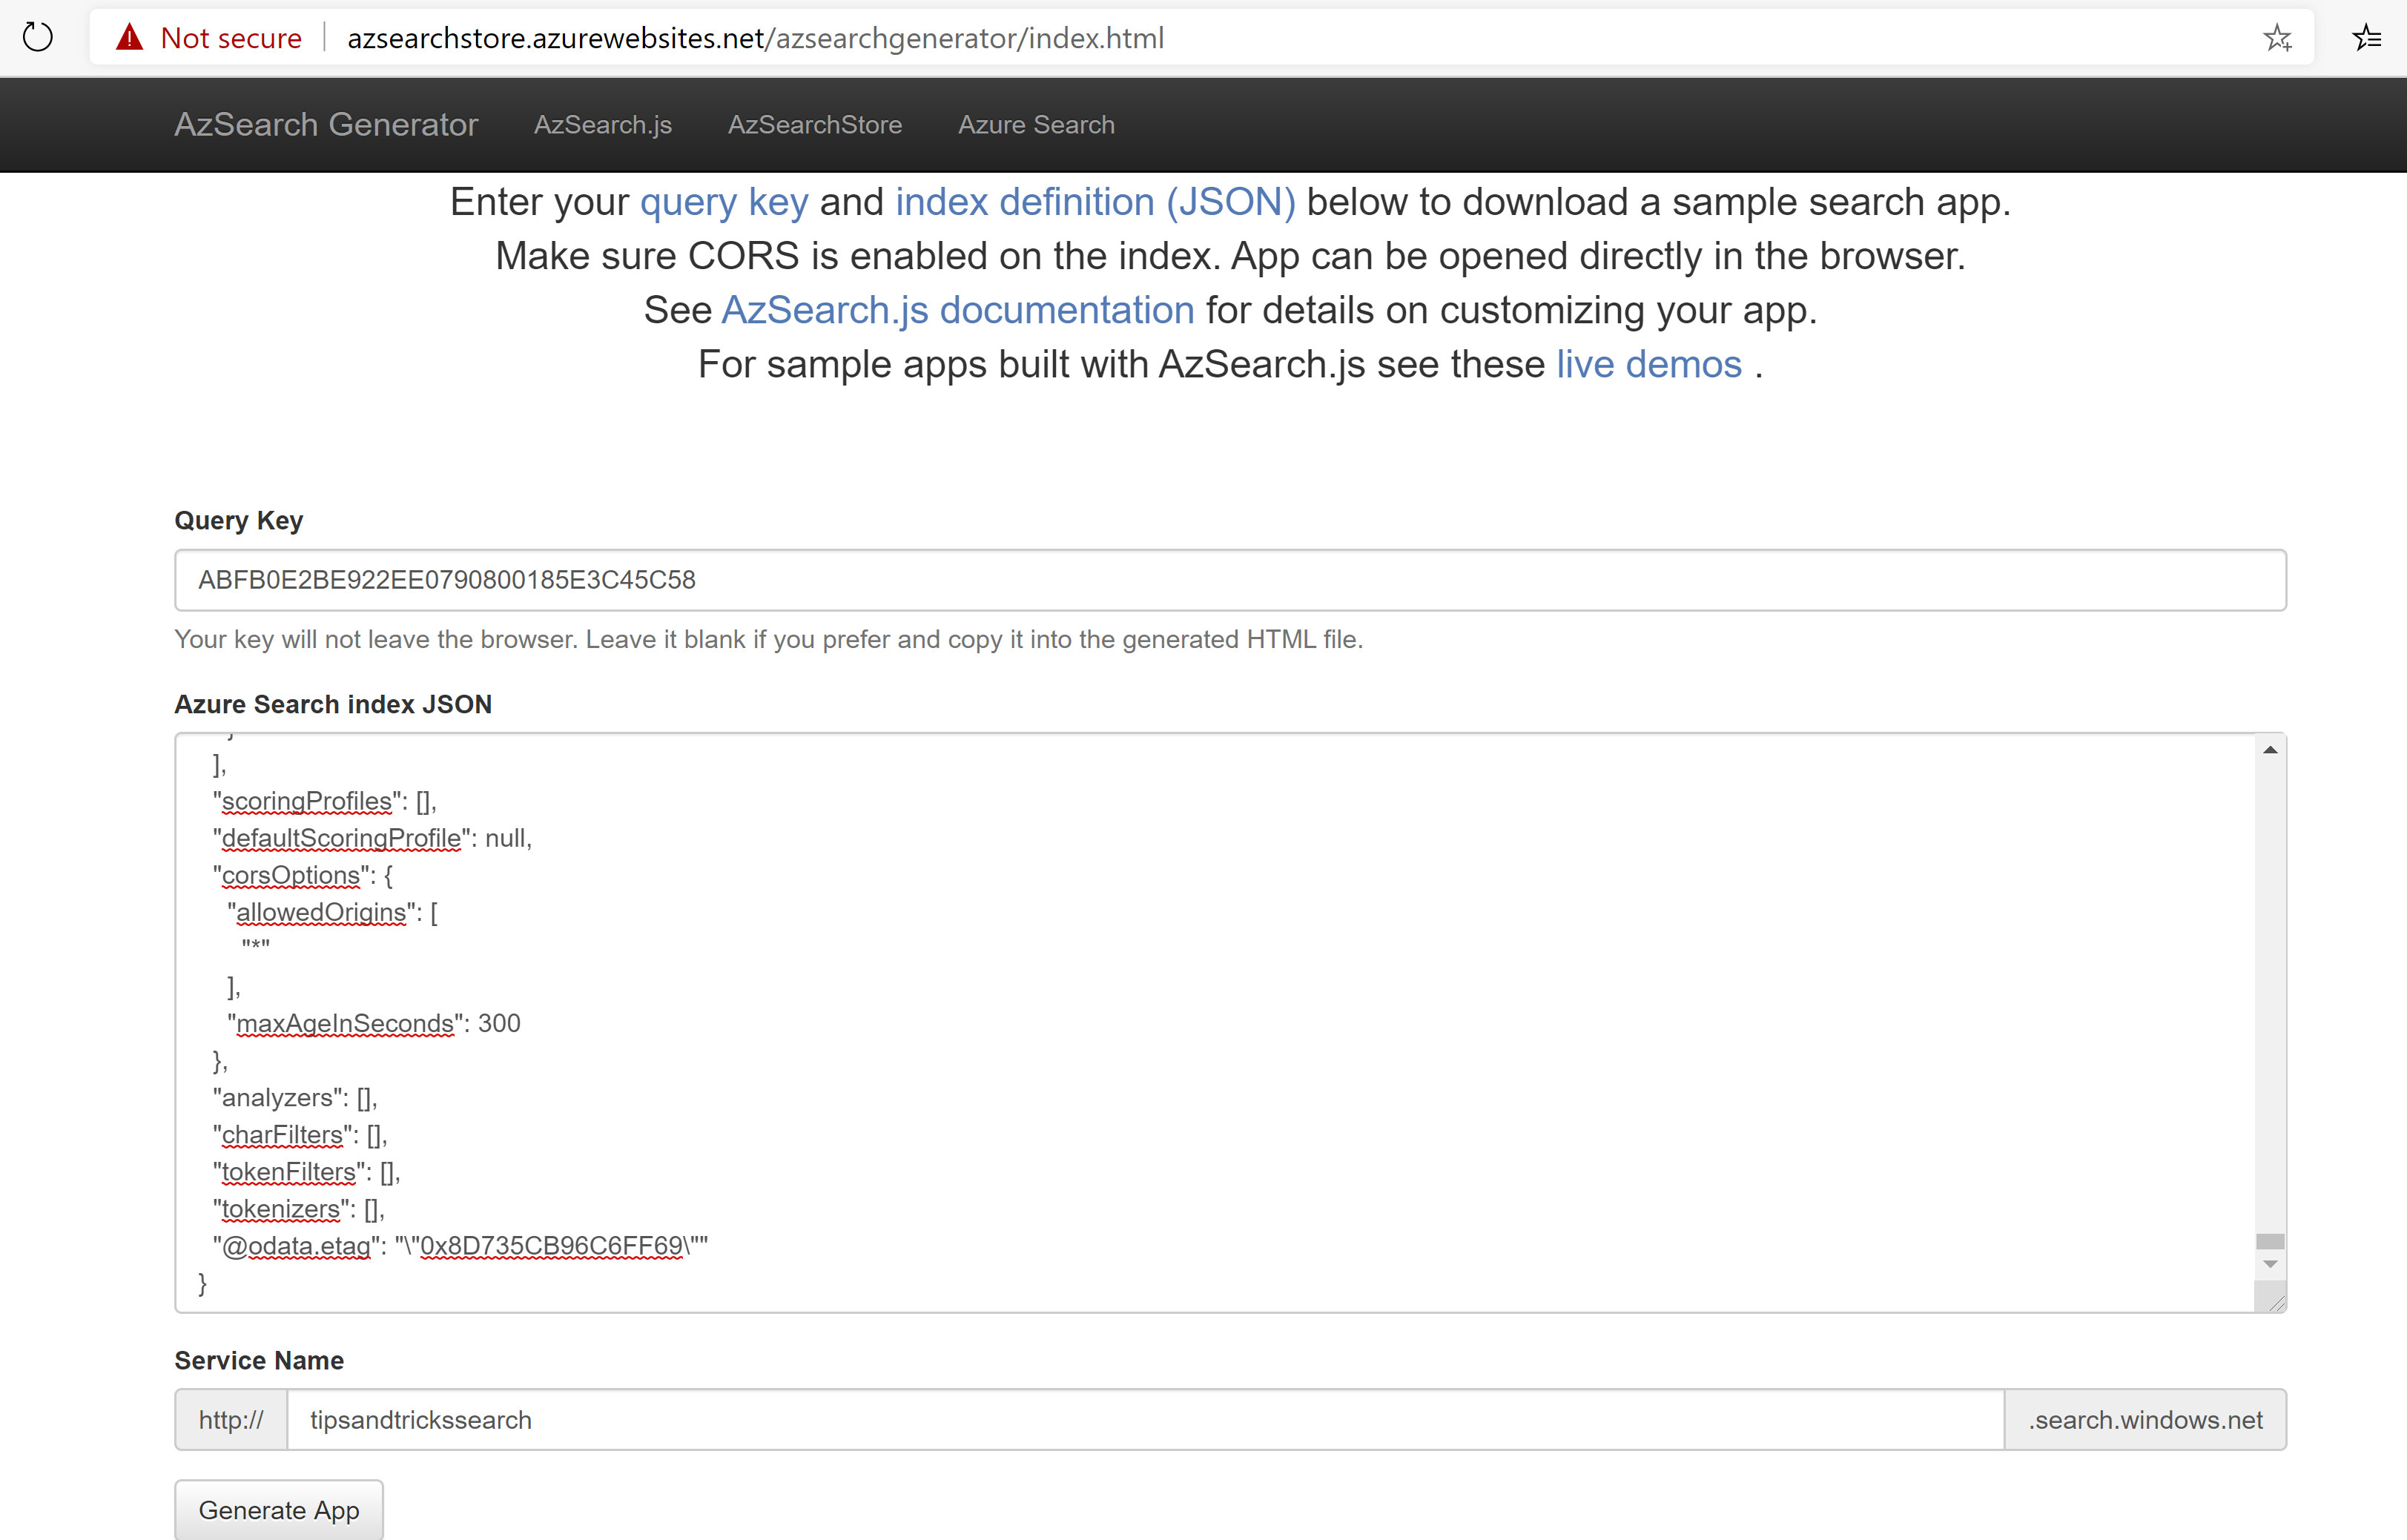 Not secure azsearchstore.azurewebsites.net/azsearchgenerator/index.html
AzSearch Generator AzSearch.js AzSearchStore Azure Search
Enter your query key and index definition (JSON) below to download a sample search app.
Make sure CORS is enabled on the index. App can be opened directly in the browser.
See AzSearch.js documentation for details on customizing your app.
For sample apps built with AzSearch.js see these live demos .
Query Key
ABFB0E2BE922EE0790800185E3C45C58
Your key will not leave the browser. Leave it blank if you prefer and copy it into the generated HTML file.
Azure Search index JSON
}
],
"scoringProfiles": [],
"defaultScoringProfile": null,
"corsOptions": {
"allowedOrigins": [
"*"
],
"maxAgeInSeconds": 300
},
"analyzers": [],
"charFilters": [],
"tokenFilters": [],
"tokenizers": [],
"@odata.etag": "\"0x8D735CB96C6FF69\""
}
Service Name
http:// tipsandtrickssearch .search.windows.net
Generate App